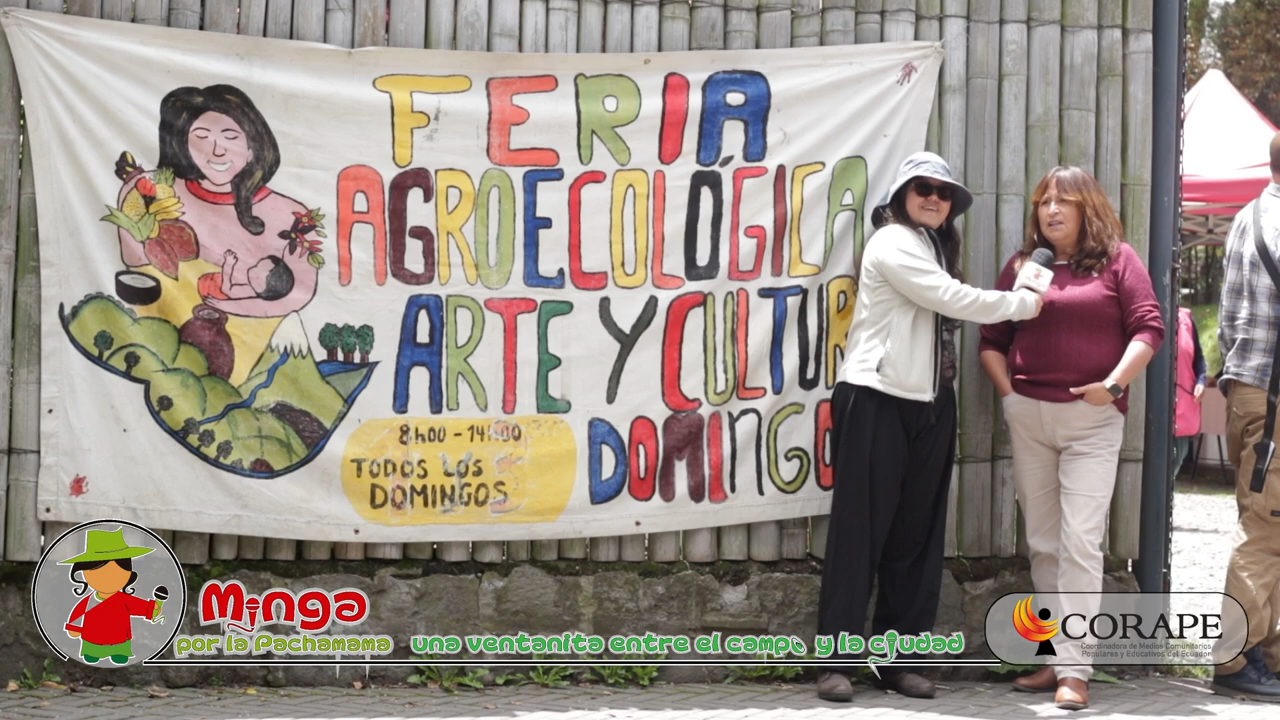 FERIA
AGROECOLÓGICA
ARTE Y CULTUR
DOMINGO
8h00 - 14h00
TODOS LOS
DOMINGOS
Minga
por la Pachamama
una ventanita entre el campo y la ciudad
CORAPE
Coordinadora de Medios Comunitarios
Populares y Educativos del Ecuador